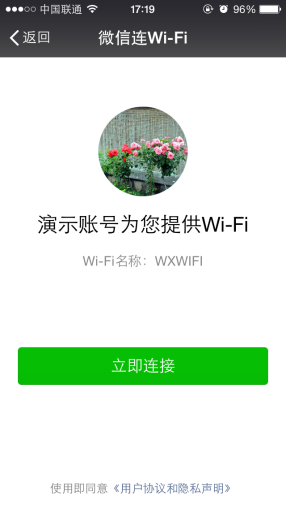 中国联通 17:19 96%
返回 微信连Wi-Fi
演示账号为您提供Wi-Fi
Wi-Fi名称：WXWIFI
立即连接
使用即同意《用户协议和隐私声明》